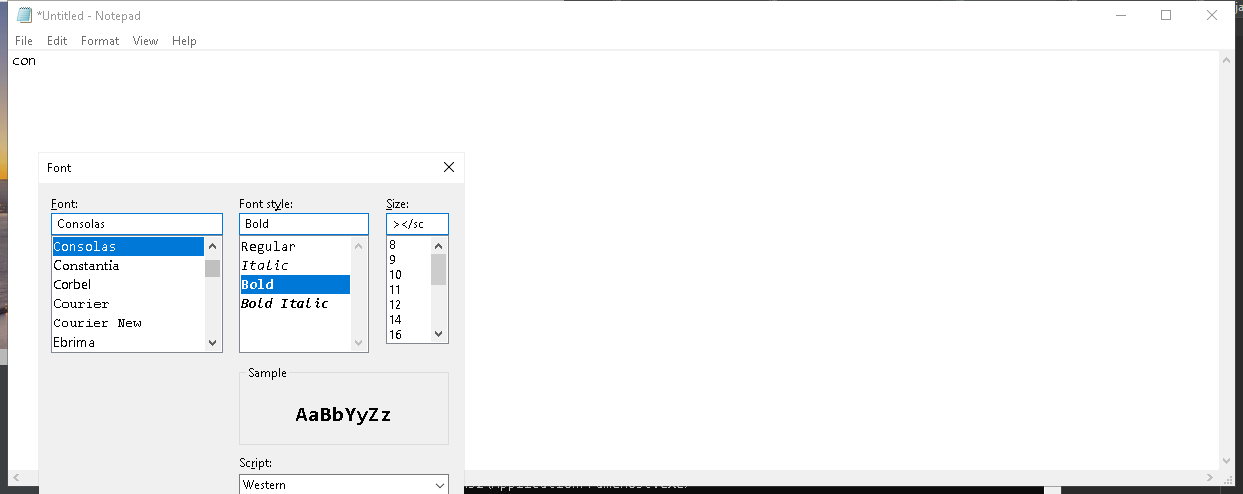 *Untitled - Notepad
File Edit Format View Help
con
Font
Font: Font style: Size:
Consolas Bold ></sc
Consolas Regular 8
Constantia Italic 9
Corbel Bold 10
Courier Bold Italic 11
Courier New 12
Ebrima 14
16
Sample
AaBbYyZz
Script:
Western